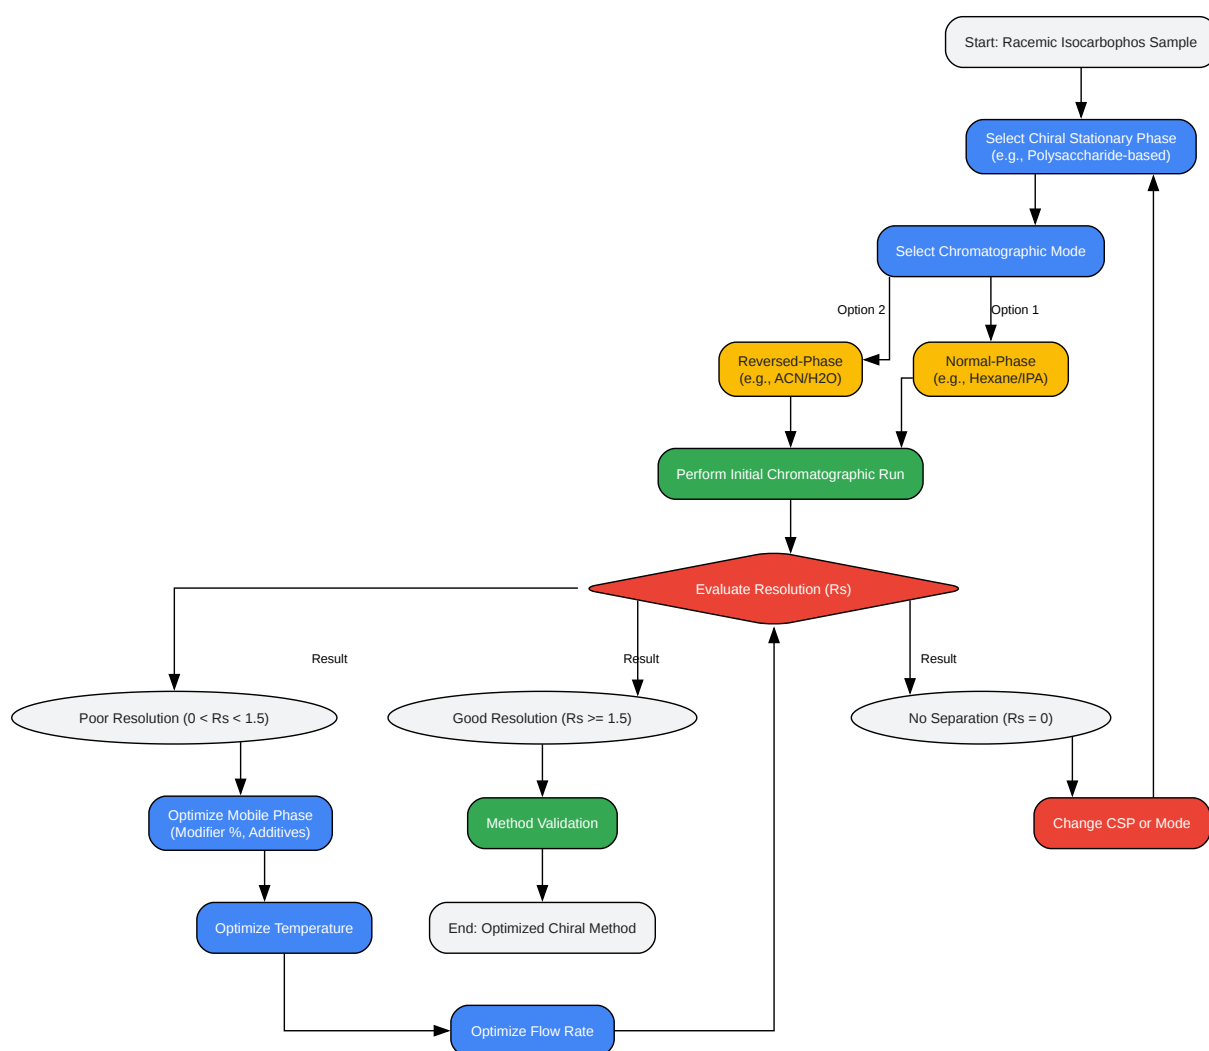 Start: Racemic Isocarbophos Sample
Select Chiral Stationary Phase
(e.g., Polysaccharide-based)
Select Chromatographic Mode
Option 2
Option 1
Reversed-Phase
(e.g., ACN/H2O)
Normal-Phase
(e.g., Hexane/IPA)
Perform Initial Chromatographic Run
Evaluate Resolution (Rs)
Result
Result
Result
Poor Resolution (0 < Rs < 1.5)
Good Resolution (Rs >= 1.5)
No Separation (Rs = 0)
Optimize Mobile Phase
(Modifier %, Additives)
Method Validation
Change CSP or Mode
Optimize Temperature
End: Optimized Chiral Method
Optimize Flow Rate